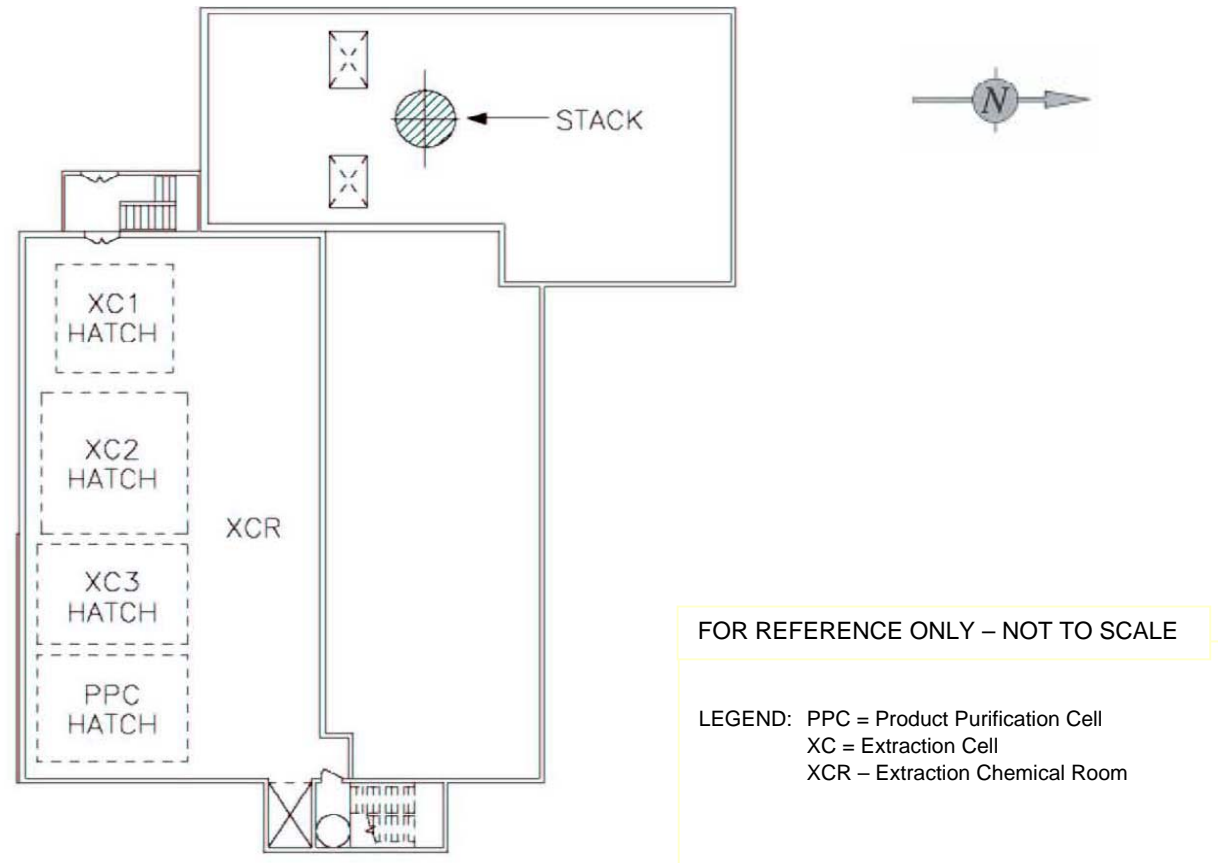 STACK
N
XC1
HATCH
XC2
HATCH
XCR
XC3
HATCH
PPC
HATCH
FOR REFERENCE ONLY – NOT TO SCALE
LEGEND: PPC = Product Purification Cell
XC = Extraction Cell
XCR – Extraction Chemical Room